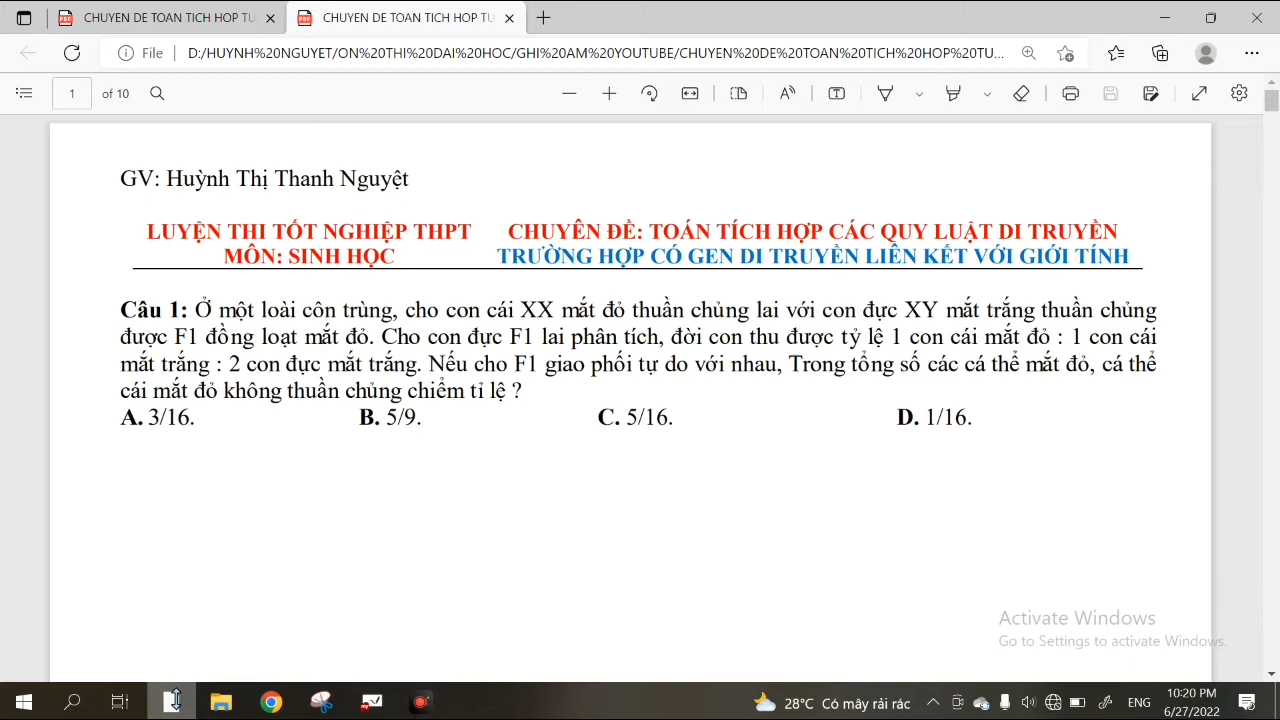 CHUYEN DE TOAN TICH HOP TU
CHUYEN DE TOAN TICH HOP TU
File
D:/HUYNH%20NGUYET/ON%20THI%20DAI%20HOC/GHI%20AM%20YOUTUBE/CHUYEN%20DE%20TOAN%20TICH%20HOP%20TU...
1 of 10
GV: Huỳnh Thị Thanh Nguyệt
LUYỆN THI TỐT NGHIỆP THPT CHUYÊN ĐỀ: TOÁN TÍCH HỢP CÁC QUY LUẬT DI TRUYỀN
MÔN: SINH HỌC TRƯỜNG HỢP CÓ GEN DI TRUYỀN LIÊN KẾT VỚI GIỚI TÍNH
Câu 1: Ở một loài côn trùng, cho con cái XX mắt đỏ thuần chủng lai với con đực XY mắt trắng thuần chủng
được F1 đồng loạt mắt đỏ. Cho con đực F1 lai phân tích, đời con thu được tỷ lệ 1 con cái mắt đỏ : 1 con cái
mắt trắng : 2 con đực mắt trắng. Nếu cho F1 giao phối tự do với nhau, Trong tổng số các cá thể mắt đỏ, cá thể
cái mắt đỏ không thuần chủng chiếm tỉ lệ ?
A. 3/16. B. 5/9. C. 5/16. D. 1/16.
Activate Windows
Go to Settings to activate Windows.
28°C Có mây rải rác
ENG
10:20 PM
6/27/2022